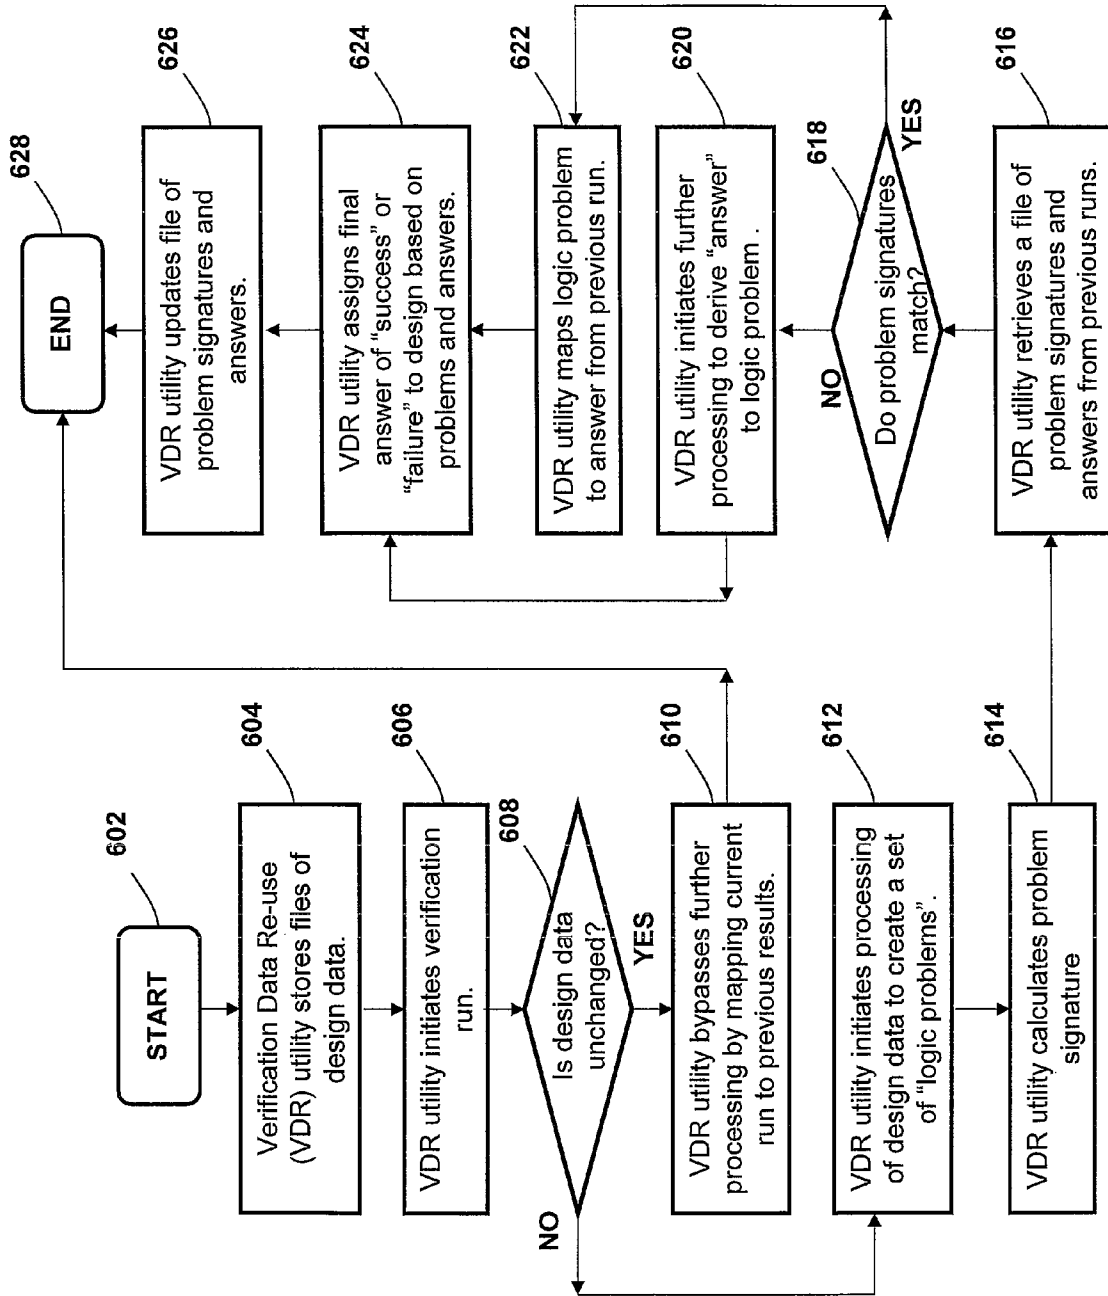 602
START
604
Verification Data Re-use
(VDR) utility stores files of
design data.
606
VDR utility initiates verification
run.
608
Is design data
unchanged?
NO
YES
610
VDR utility bypasses further
processing by mapping current
run to previous results.
612
VDR utility initiates processing
of design data to create a set
of “logic problems”.
614
VDR utility calculates problem
signature
616
VDR utility retrieves a file of
problem signatures and
answers from previous runs.
618
Do problem signatures
match?
NO
YES
620
VDR utility initiates further
processing to derive “answer”
to logic problem .
622
VDR utility maps logic problem
to answer from previous run.
624
VDR utility assigns final
answer of “success” or
“failure” to design based on
problems and answers.
626
VDR utility updates file of
problem signatures and
answers.
628
END